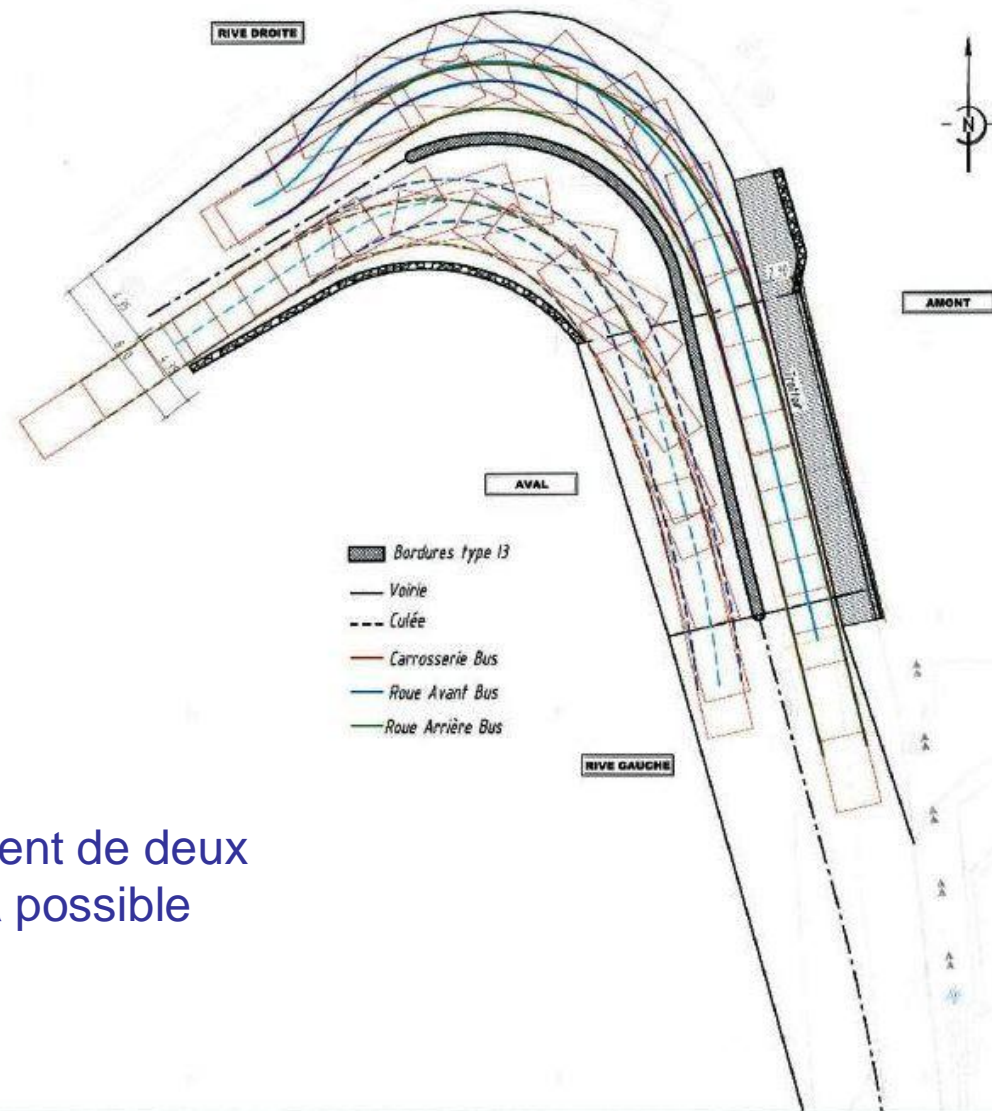 RIVE DROITE
N
AMONT
Trottoir
AVAL
Bordures type I3
Voirie
Culée
Carrosserie Bus
Roue Avant Bus
Roue Arrière Bus
RIVE GAUCHE
ent de deux
possible